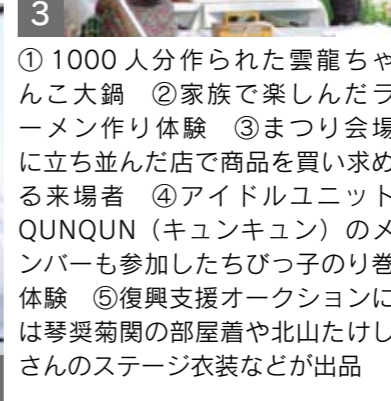 3
① 1000 人分作られた雲龍ちゃ
んこ大鍋　②家族で楽しんだラ
ーメン作り体験　③まつり会場
に立ち並んだ店で商品を買い求め
る来場者　④アイドルユニット
QUNQUN（キュンキュン）のメ
ンバーも参加したちびっ子のり巻
体験　⑤復興支援オークションに
は琴奨菊関の部屋着や北山たけし
さんのステージ衣装などが出品